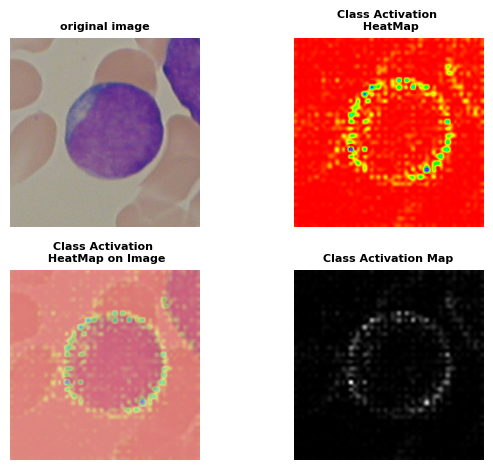 original image
Class Activation
HeatMap
Class Activation
HeatMap on Image
Class Activation Map